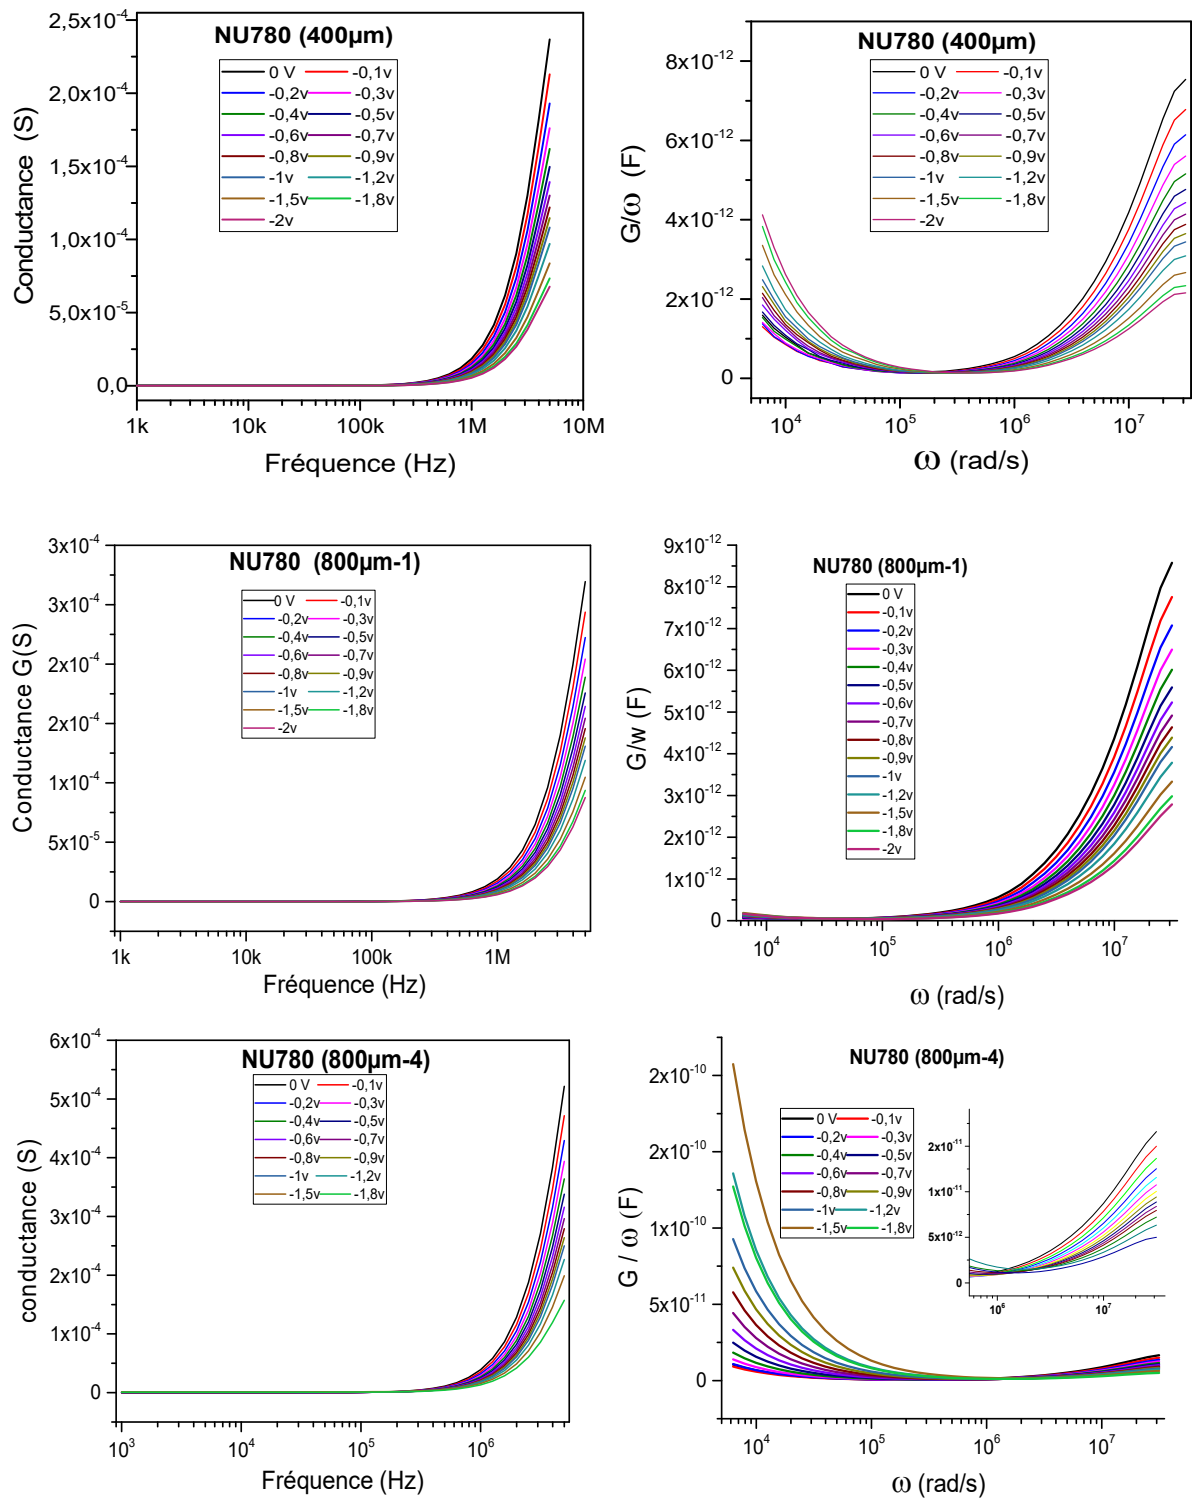 NU780 (400µm)
0 V -0,1v
-0,2v -0,3v
-0,4v -0,5v
-0,6v -0,7v
-0,8v -0,9v
-1v -1,2v
-1,5v -1,8v
-2v
Conductance (S)
2,5x10⁻⁴
2,0x10⁻⁴
1,5x10⁻⁴
1,0x10⁻⁴
5,0x10⁻⁵
0,0
1k 10k 100k 1M 10M
Fréquence (Hz)
NU780 (400µm)
0 V -0,1v
-0,2v -0,3v
-0,4v -0,5v
-0,6v -0,7v
-0,8v -0,9v
-1v -1,2v
-1,5v -1,8v
-2v
G/ω (F)
8x10⁻¹²
6x10⁻¹²
4x10⁻¹²
2x10⁻¹²
0
10⁴ 10⁵ 10⁶ 10⁷
ω (rad/s)
NU780 (800µm-1)
0 V -0,1v
-0,2v -0,3v
-0,4v -0,5v
-0,6v -0,7v
-0,8v -0,9v
-1v -1,2v
-1,5v -1,8v
-2v
Conductance G(S)
3x10⁻⁴
3x10⁻⁴
2x10⁻⁴
2x10⁻⁴
1x10⁻⁴
5x10⁻⁵
0
1k 10k 100k 1M
Fréquence (Hz)
NU780 (800µm-1)
0 V
-0,1v
-0,2v
-0,3v
-0,4v
-0,5v
-0,6v
-0,7v
-0,8v
-0,9v
-1v
-1,2v
-1,5v
-1,8v
-2v
G/w (F)
9x10⁻¹²
8x10⁻¹²
7x10⁻¹²
6x10⁻¹²
5x10⁻¹²
4x10⁻¹²
3x10⁻¹²
2x10⁻¹²
1x10⁻¹²
0
10⁴ 10⁵ 10⁶ 10⁷
ω (rad/s)
NU780 (800µm-4)
0 V -0,1v
-0,2v -0,3v
-0,4v -0,5v
-0,6v -0,7v
-0,8v -0,9v
-1v -1,2v
-1,5v -1,8v
conductance (S)
6x10⁻⁴
5x10⁻⁴
4x10⁻⁴
3x10⁻⁴
2x10⁻⁴
1x10⁻⁴
0
10³ 10⁴ 10⁵ 10⁶
Fréquence (Hz)
NU780 (800µm-4)
0 V -0,1v
-0,2v -0,3v
-0,4v -0,5v
-0,6v -0,7v
-0,8v -0,9v
-1v -1,2v
-1,5v -1,8v
G / ω (F)
2x10⁻¹⁰
2x10⁻¹⁰
1x10⁻¹⁰
5x10⁻¹¹
0
10⁴ 10⁵ 10⁶ 10⁷
ω (rad/s)
2x10⁻¹¹
1x10⁻¹¹
5x10⁻¹²
0
10⁶ 10⁷